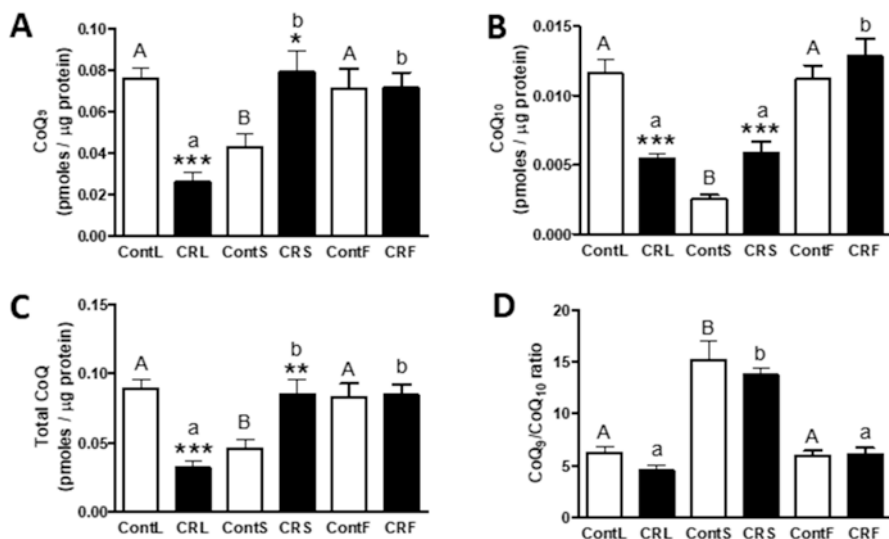 A
CoQ9
(pmoles / µg protein)
0.10
0.08
0.06
0.04
0.02
0.00
A
a
***
B
b
*
A
b
ContL CRL ContS CRS ContF CRF
B
CoQ10
(pmoles / µg protein)
0.015
0.010
0.005
0.000
A
a
***
B
a
***
A
b
ContL CRL ContS CRS ContF CRF
C
Total CoQ
(pmoles / µg protein)
0.15
0.10
0.05
0.00
A
a
***
B
b
**
A
b
ContL CRL ContS CRS ContF CRF
D
CoQ9/CoQ10 ratio
20
15
10
5
0
A
a
B
b
A
a
ContL CRL ContS CRS ContF CRF